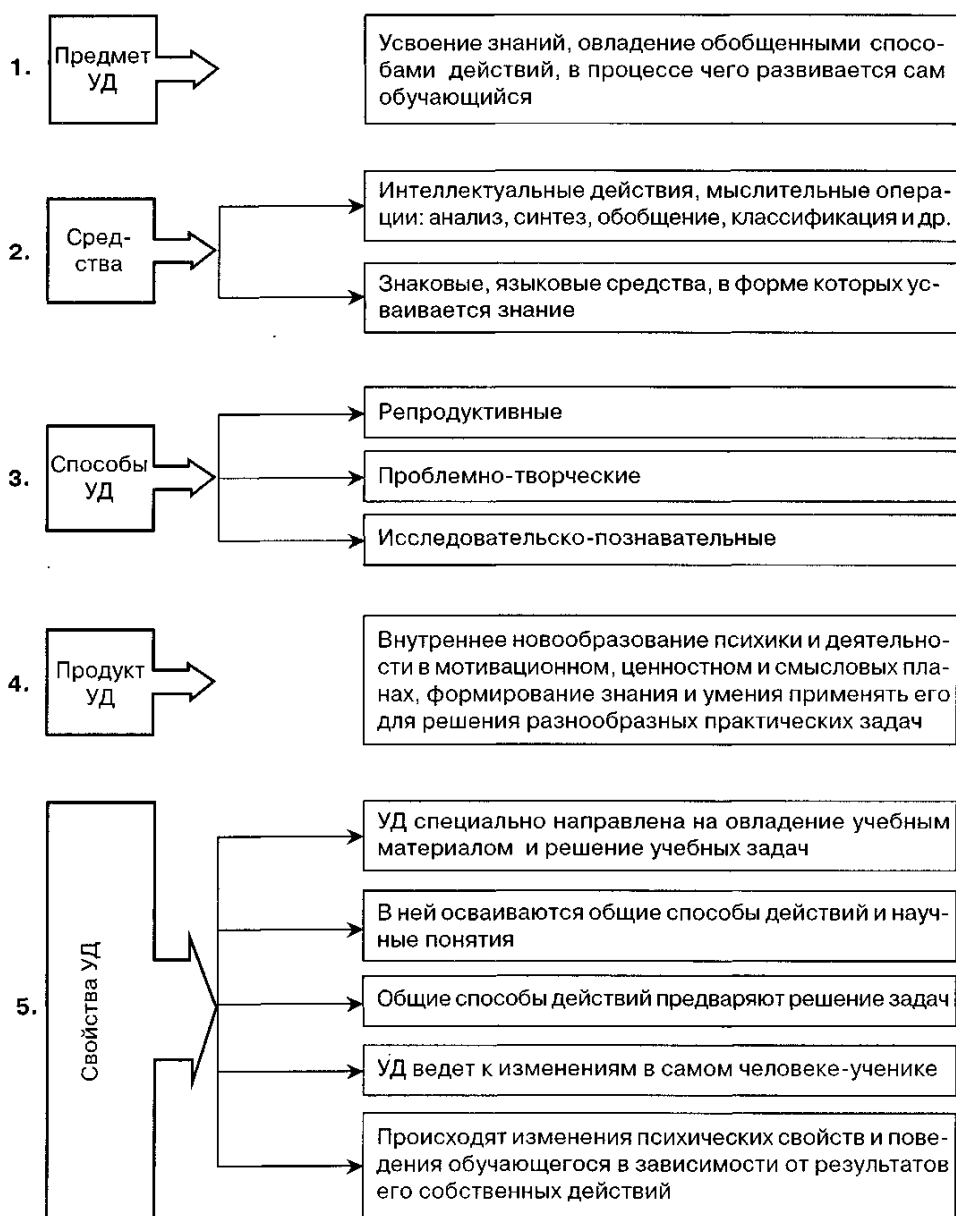 1.
Предмет
УД
Усвоение знаний, овладение обобщенными спосо-
бами действий, в процессе чего развивается сам
обучающийся
2.
Сред-
ства
Интеллектуальные действия, мыслительные опера-
ции: анализ, синтез, обобщение, классификация и др.
Знаковые, языковые средства, в форме которых ус-
ваивается знание
3.
Способы
УД
Репродуктивные
Проблемно-творческие
Исследовательско-познавательные
4.
Продукт
УД
Внутреннее новообразование психики и деятельно-
сти в мотивационном, ценностном и смысловых пла-
нах, формирование знания и умения применять его
для решения разнообразных практических задач
5.
Свойства УД
УД специально направлена на овладение учебным
материалом и решение учебных задач
В ней осваиваются общие способы действий и науч-
ные понятия
Общие способы действий предваряют решение задач
УД ведет к изменениям в самом человеке-ученике
Происходят изменения психических свойств и пове-
дения обучающегося в зависимости от результатов
его собственных действий